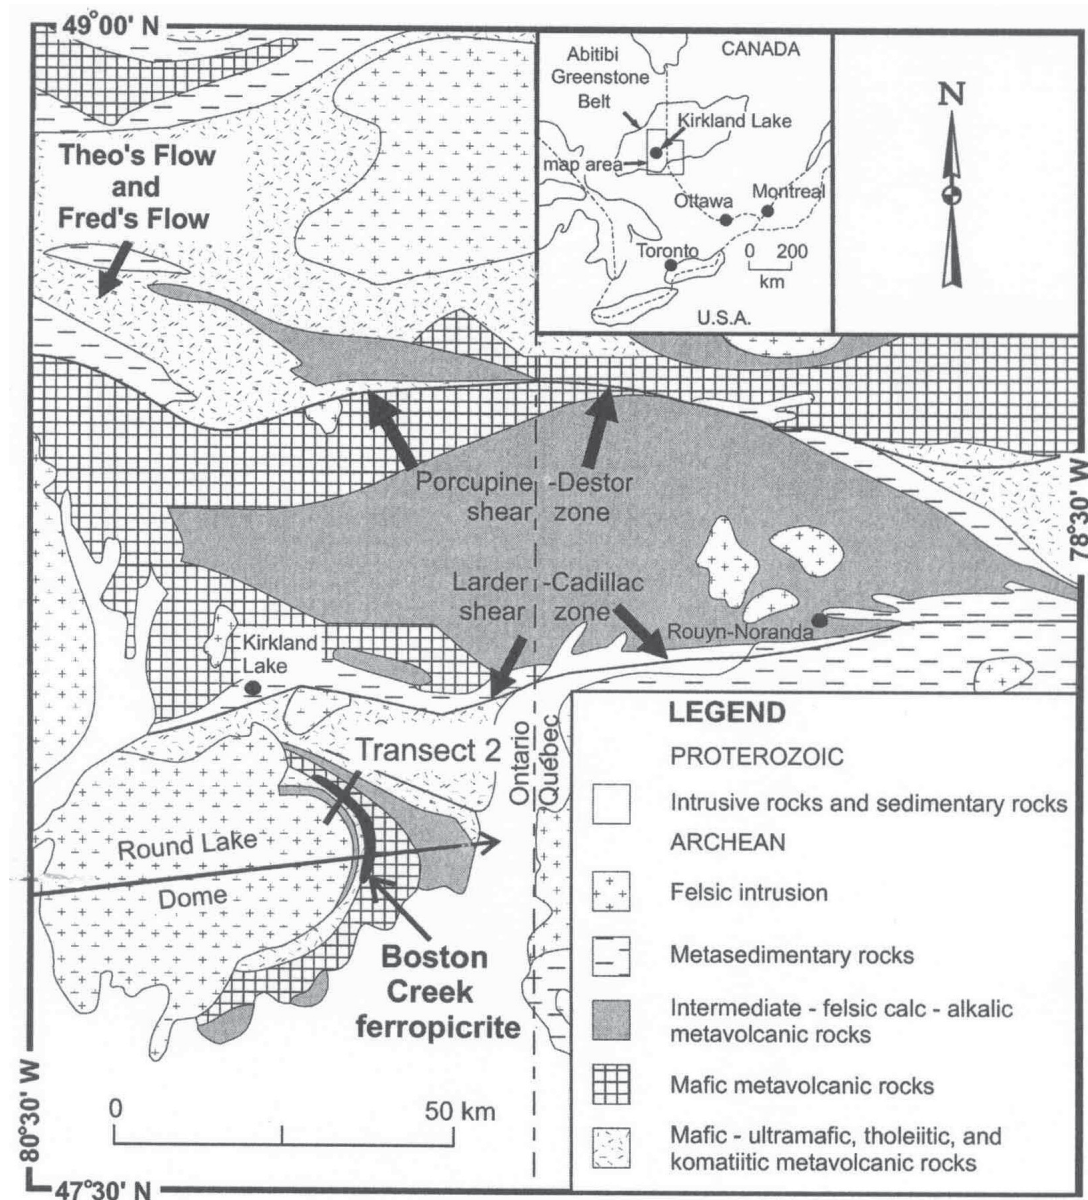 49°00' N
Theo's Flow
and
Fred's Flow
Abitibi
Greenstone
Belt
CANADA
Kirkland Lake
map area
Ottawa
Montreal
Toronto
0 200
km
U.S.A.
N
Porcupine -Destor
shear zone
78°30' W
Larder -Cadillac
shear zone
Rouyn-Noranda
Kirkland
Lake
Transect 2
Ontario
Québec
Round Lake
Dome
Boston
Creek
ferropicrite
0 50 km
80°30' W
47°30' N
LEGEND
PROTEROZOIC
Intrusive rocks and sedimentary rocks
ARCHEAN
Felsic intrusion
Metasedimentary rocks
Intermediate - felsic calc - alkalic
metavolcanic rocks
Mafic metavolcanic rocks
Mafic - ultramafic, tholeiitic, and
komatiitic metavolcanic rocks